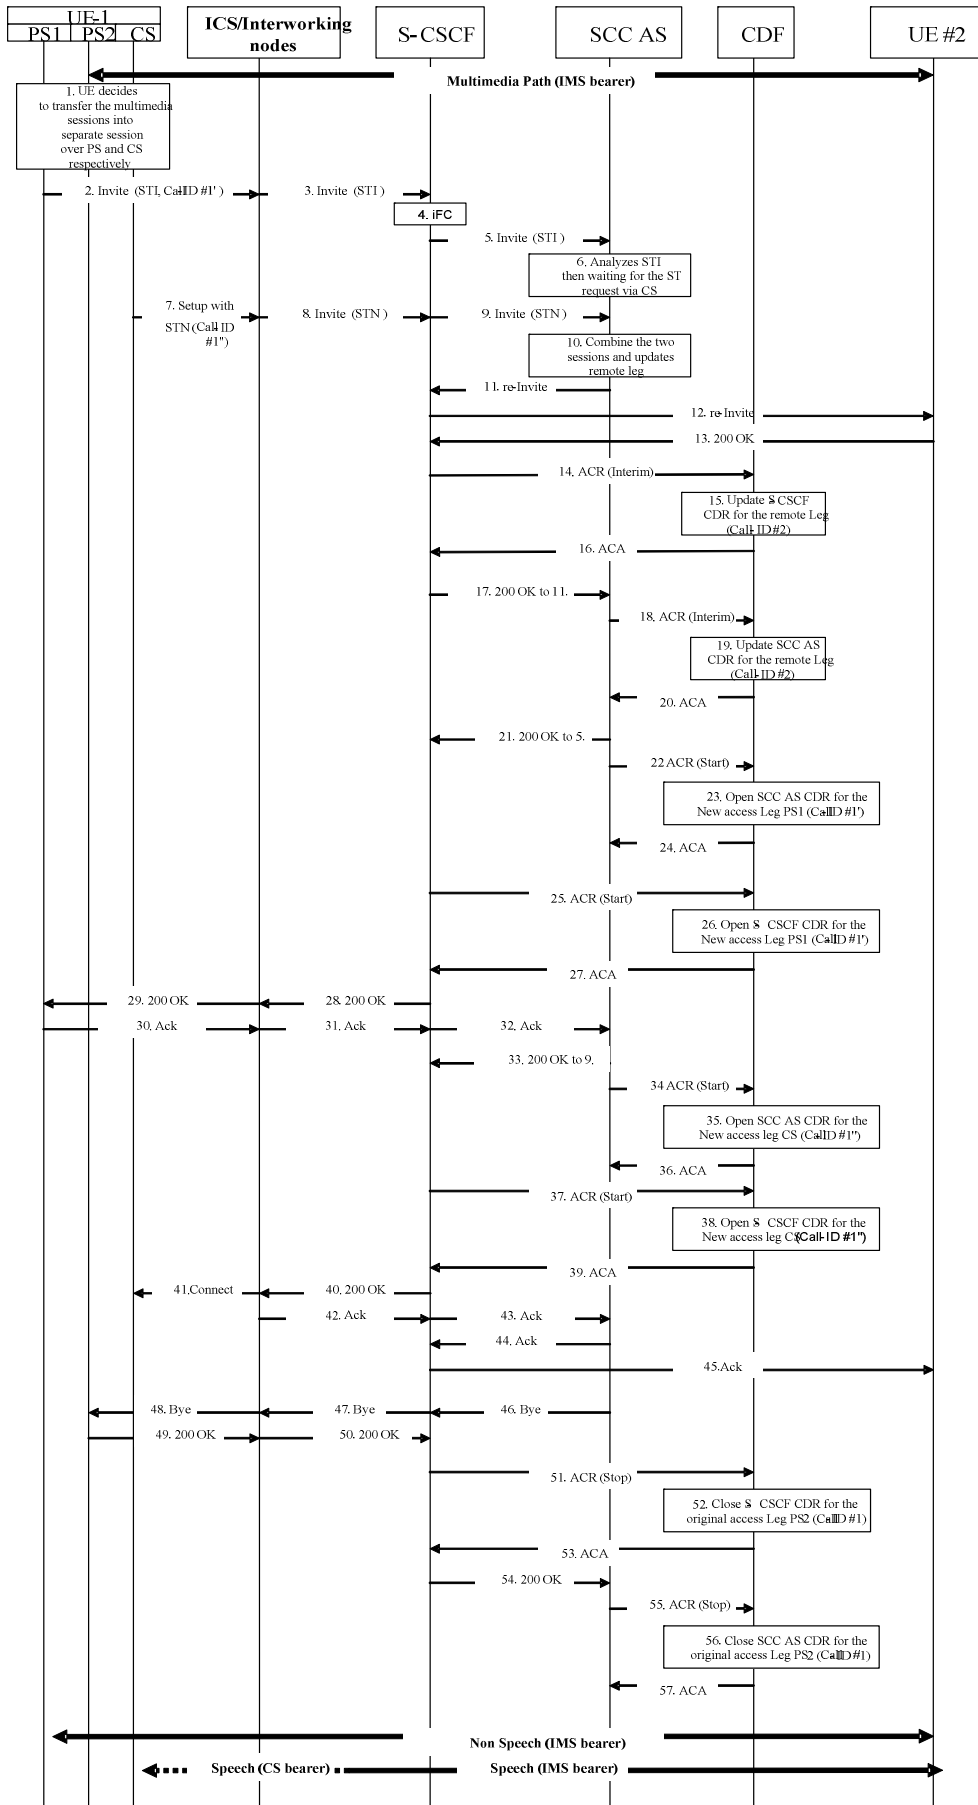 UE-1
PS1 PS2 CS
ICS/Interworking
nodes
S-CSCF
SCC AS
CDF
UE #2
Multimedia Path (IMS bearer)
1. UE decides
to transfer the multimedia
sessions into
separate session
over PS and CS
respectively
2. Invite (STI, Call-ID #1')
3. Invite (STI)
4. iFC
5. Invite (STI)
6. Analyzes STI
then waiting for the ST
request via CS
7. Setup with
STN (Call-ID
#1")
8. Invite (STN)
9. Invite (STN)
10. Combine the two
sessions and updates
remote leg
11. re-Invite
12. re-Invite
13. 200 OK
14. ACR (Interim)
15. Update S-CSCF
CDR for the remote Leg
(Call-ID #2)
16. ACA
17. 200 OK to 11.
18. ACR (Interim)
19. Update SCC AS
CDR for the remote Leg
(Call-ID #2)
20. ACA
21. 200 OK to 5.
22 ACR (Start)
23. Open SCC AS CDR for the
New access Leg PS1 (Call-ID #1')
24. ACA
25. ACR (Start)
26. Open S-CSCF CDR for the
New access Leg PS1 (Call-ID #1')
27. ACA
29. 200 OK
28. 200 OK
30. Ack
31. Ack
32. Ack
33. 200 OK to 9.
34 ACR (Start)
35. Open SCC AS CDR for the
New access leg CS (Call-ID #1")
36. ACA
37. ACR (Start)
38. Open S-CSCF CDR for the
New access leg CS (Call-ID #1")
39. ACA
41.Connect
40. 200 OK
42. Ack
43. Ack
44. Ack
45.Ack
48. Bye
47. Bye
46. Bye
49. 200 OK
50. 200 OK
51. ACR (Stop)
52. Close S-CSCF CDR for the
original access Leg PS2 (Call-ID #1)
53. ACA
54. 200 OK
55. ACR (Stop)
56. Close SCC AS CDR for the
original access Leg PS2 (Call-ID #1)
57. ACA
Non Speech (IMS bearer)
Speech (CS bearer)
Speech (IMS bearer)